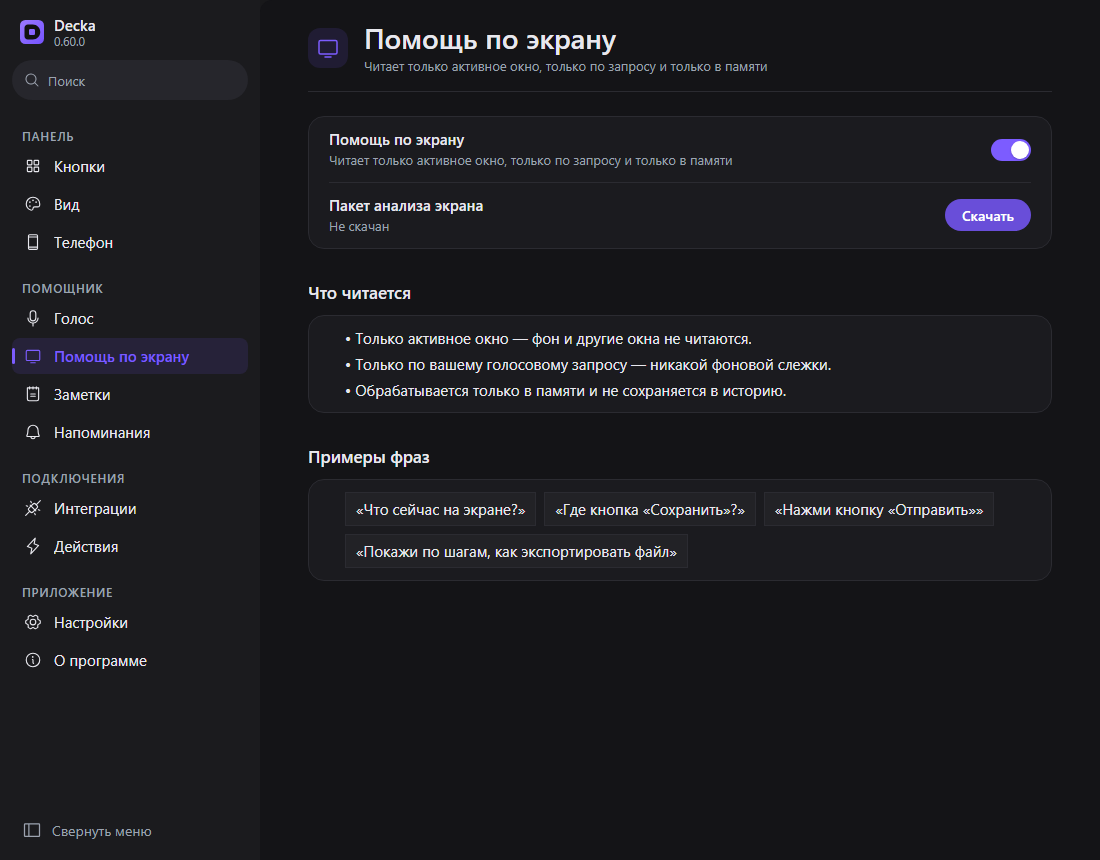 Decka
0.60.0
Поиск
ПАНЕЛЬ
Кнопки
Вид
Телефон
ПОМОЩНИК
Голос
Помощь по экрану
Заметки
Напоминания
ПОДКЛЮЧЕНИЯ
Интеграции
Действия
ПРИЛОЖЕНИЕ
Настройки
О программе
Свернуть меню
Помощь по экрану
Читает только активное окно, только по запросу и только в памяти
Помощь по экрану
Читает только активное окно, только по запросу и только в памяти
Пакет анализа экрана
Не скачан
Скачать
Что читается
• Только активное окно — фон и другие окна не читаются.
• Только по вашему голосовому запросу — никакой фоновой слежки.
• Обрабатывается только в памяти и не сохраняется в историю.
Примеры фраз
«Что сейчас на экране?» «Где кнопка «Сохранить»?» «Нажми кнопку «Отправить»»
«Покажи по шагам, как экспортировать файл»